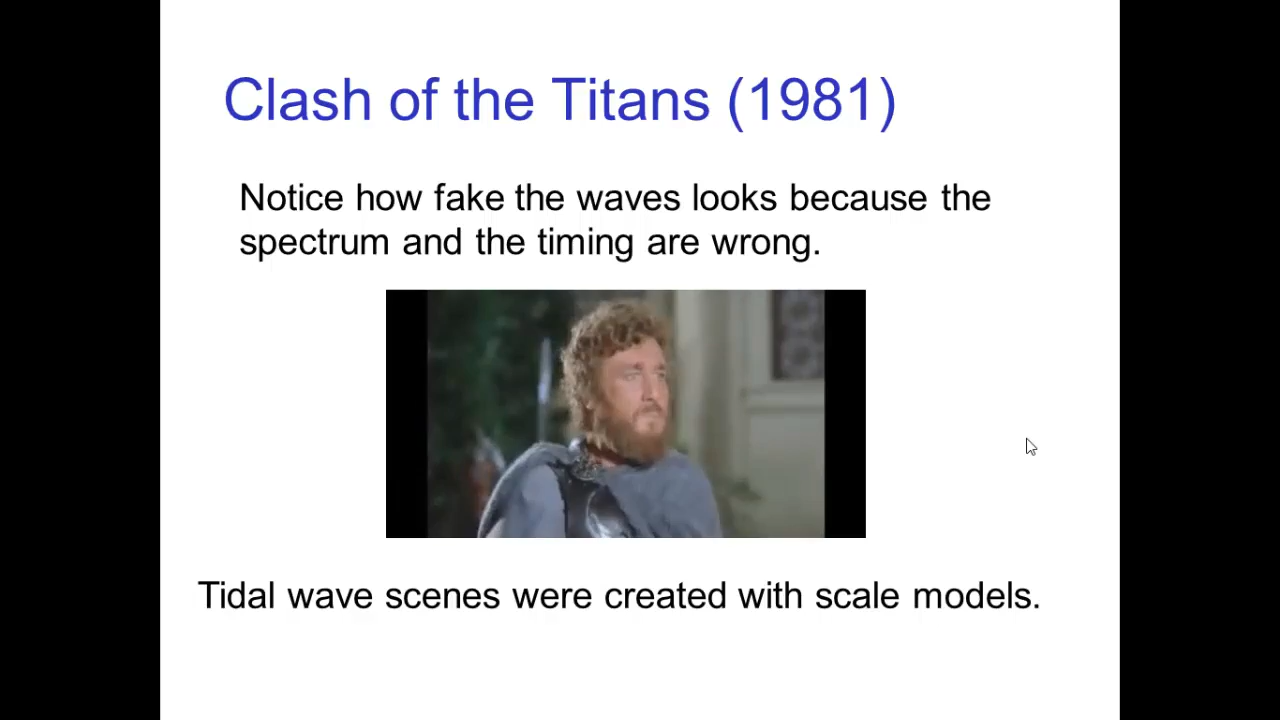 Clash of the Titans (1981)
Notice how fake the waves looks because the
spectrum and the timing are wrong.
Tidal wave scenes were created with scale models.